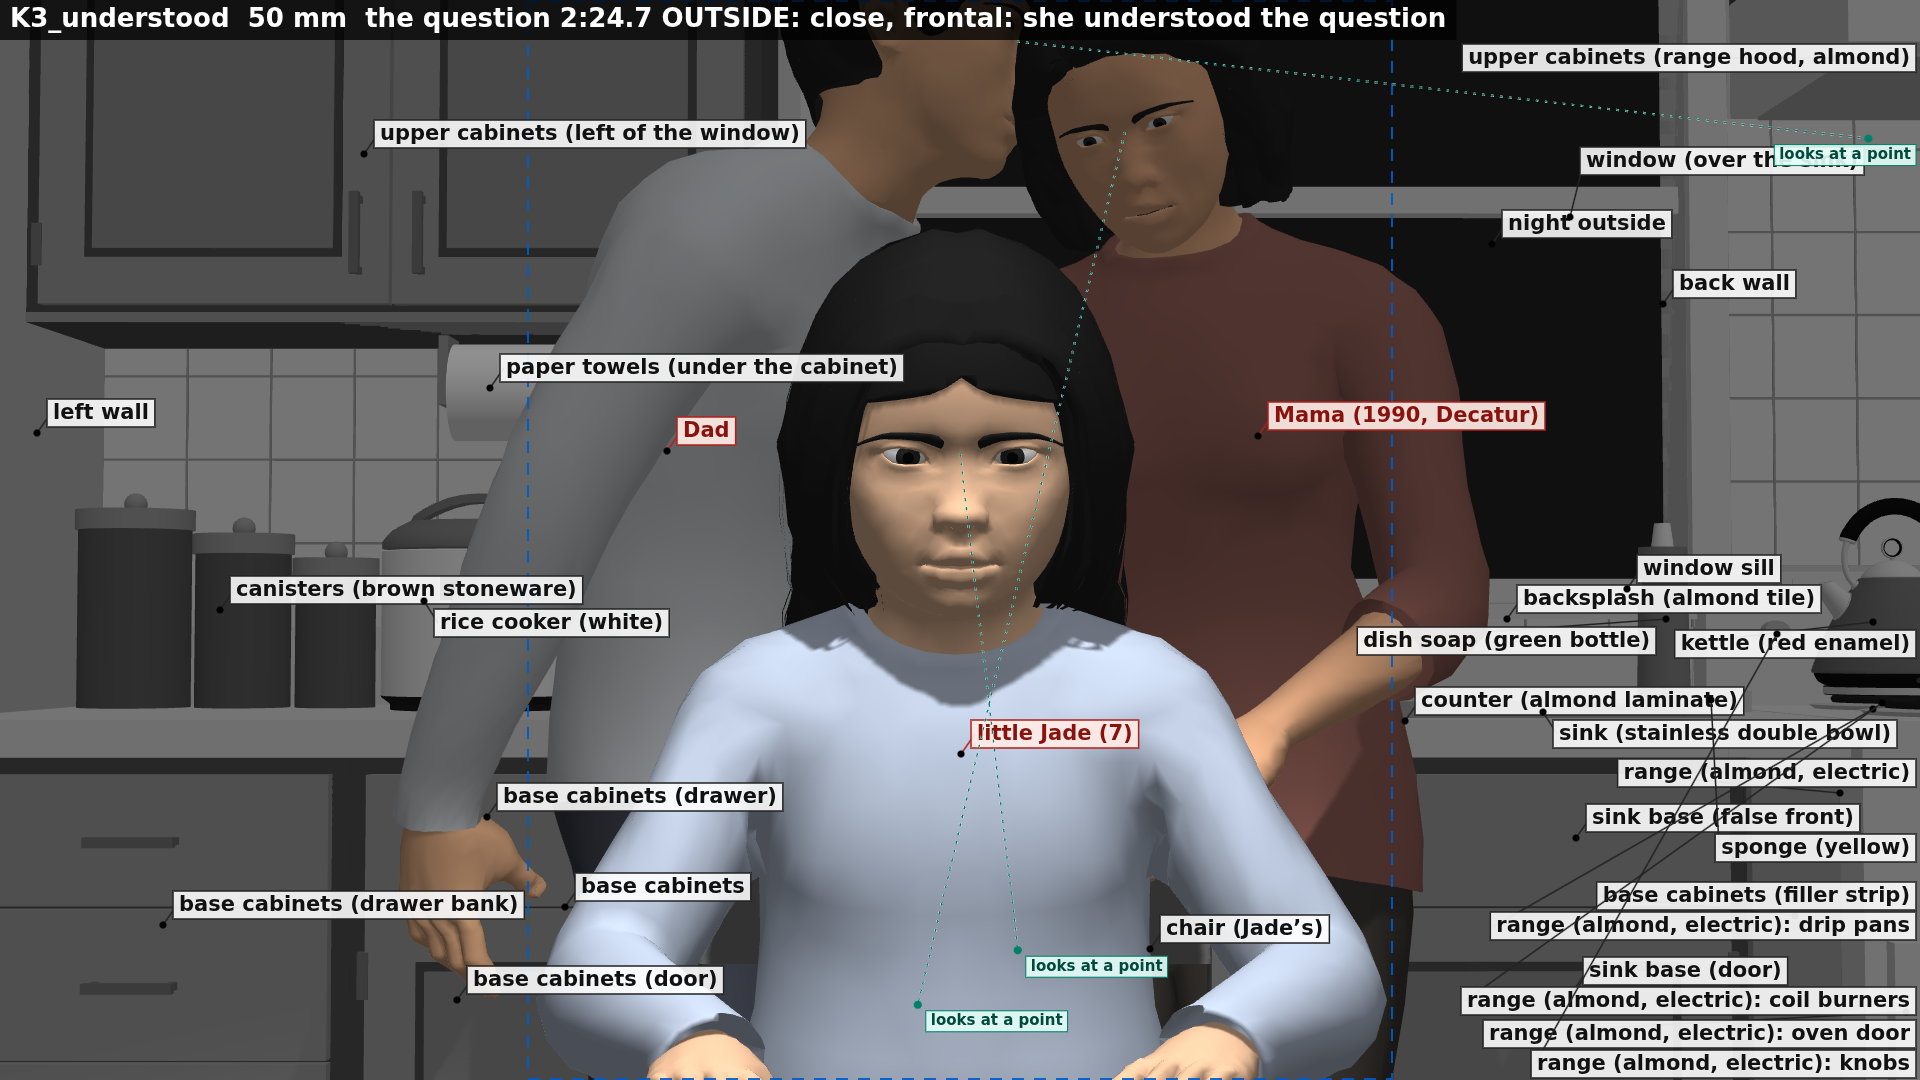 K3_understood  50 mm  the question 2:24.7 OUTSIDE: close, frontal: she understood the question
upper cabinets (range hood, almond)
upper cabinets (left of the window)
window (over the
looks at a point
night outside
back wall
paper towels (under the cabinet)
left wall
Dad
Mama (1990, Decatur)
window sill
canisters (brown stoneware)
backsplash (almond tile)
rice cooker (white)
dish soap (green bottle)
kettle (red enamel)
counter (almond laminate)
little Jade (7)
sink (stainless double bowl)
range (almond, electric)
base cabinets (drawer)
sink base (false front)
sponge (yellow)
base cabinets
base cabinets (filler strip)
base cabinets (drawer bank)
chair (Jade’s)
range (almond, electric): drip pans
looks at a point
sink base (door)
base cabinets (door)
range (almond, electric): coil burners
looks at a point
range (almond, electric): oven door
range (almond, electric): knobs